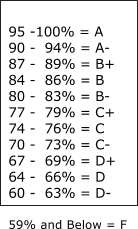 95 -100% = A
90 - 94% = A-
87 - 89% = B+
84 - 86% = B
80 - 83% = B-
77 - 79% = C+
74 - 76% = C
70 - 73% = C-
67 - 69% = D+
64 - 66% = D
60 - 63% = D-
59% and Below = F